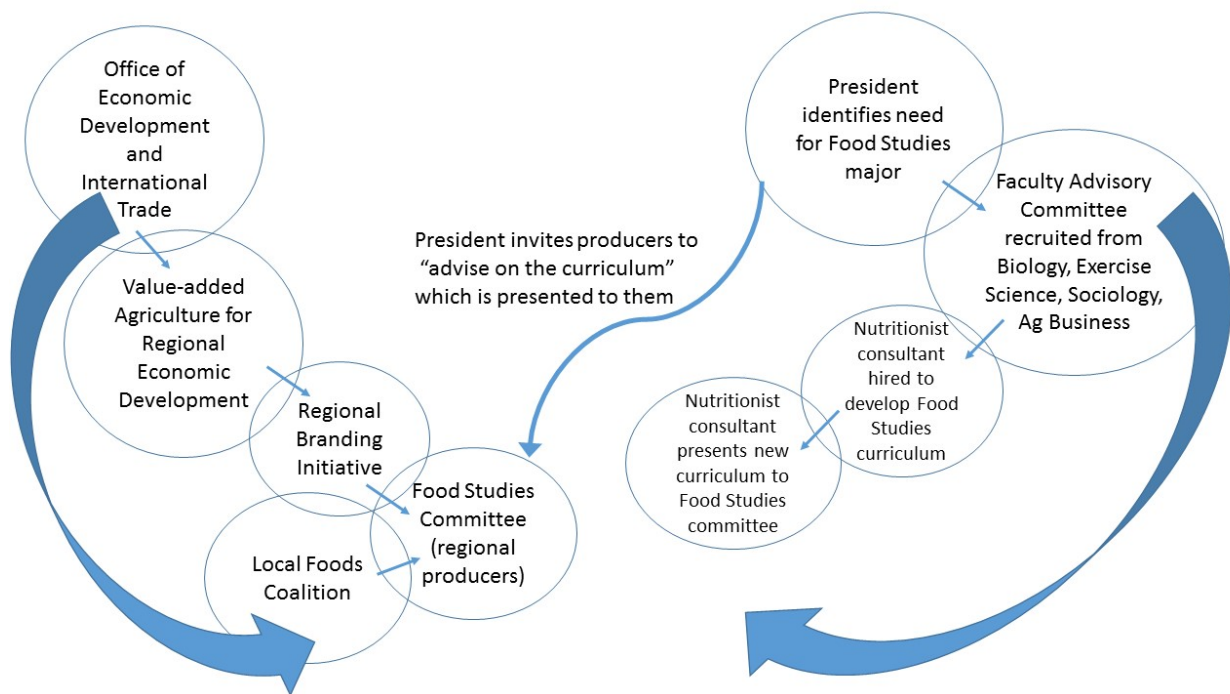 Office of
Economic
Development
and
International
Trade
Value-added
Agriculture for
Regional
Economic
Development
Regional
Branding
Initiative
Local Foods
Coalition
Food Studies
Committee
(regional
producers)
President invites producers to
“advise on the curriculum”
which is presented to them
President
identifies need
for Food Studies
major
Faculty Advisory
Committee
recruited from
Biology, Exercise
Science, Sociology,
Ag Business
Nutritionist
consultant
hired to
develop Food
Studies
curriculum
Nutritionist
consultant
presents new
curriculum to
Food Studies
committee